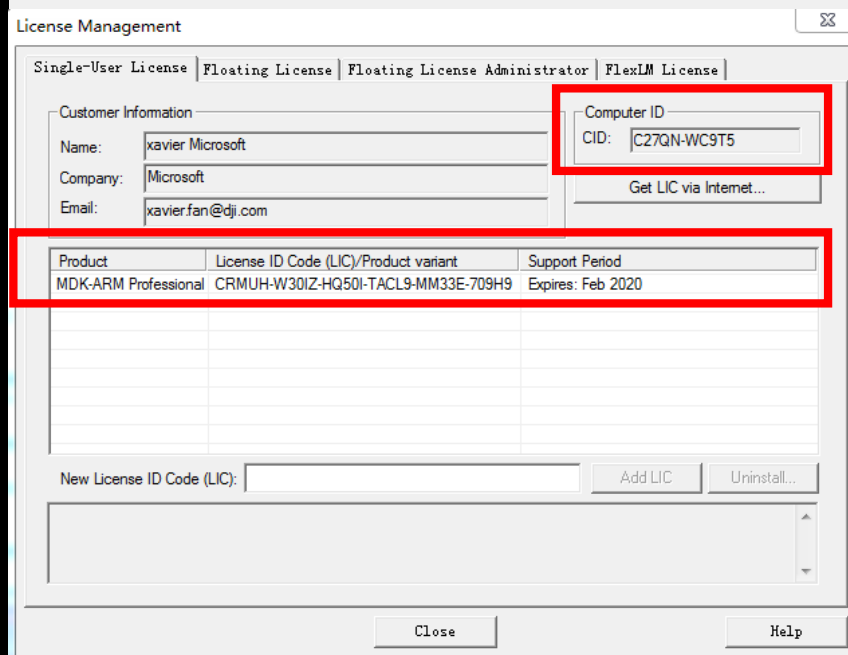 License Management
Single-User License Floating License Floating License Administrator FlexLM License
Customer Information
Name: xavier Microsoft
Company: Microsoft
Email: xavier.fan@dji.com
Computer ID
CID: C27QN-WC9T5
Get LIC via Internet...
Product License ID Code (LIC)/Product variant Support Period
MDK-ARM Professional CRMUH-W30IZ-HQ50I-TACL9-MM33E-709H9 Expires: Feb 2020
New License ID Code (LIC): Add LIC Uninstall...
Close Help